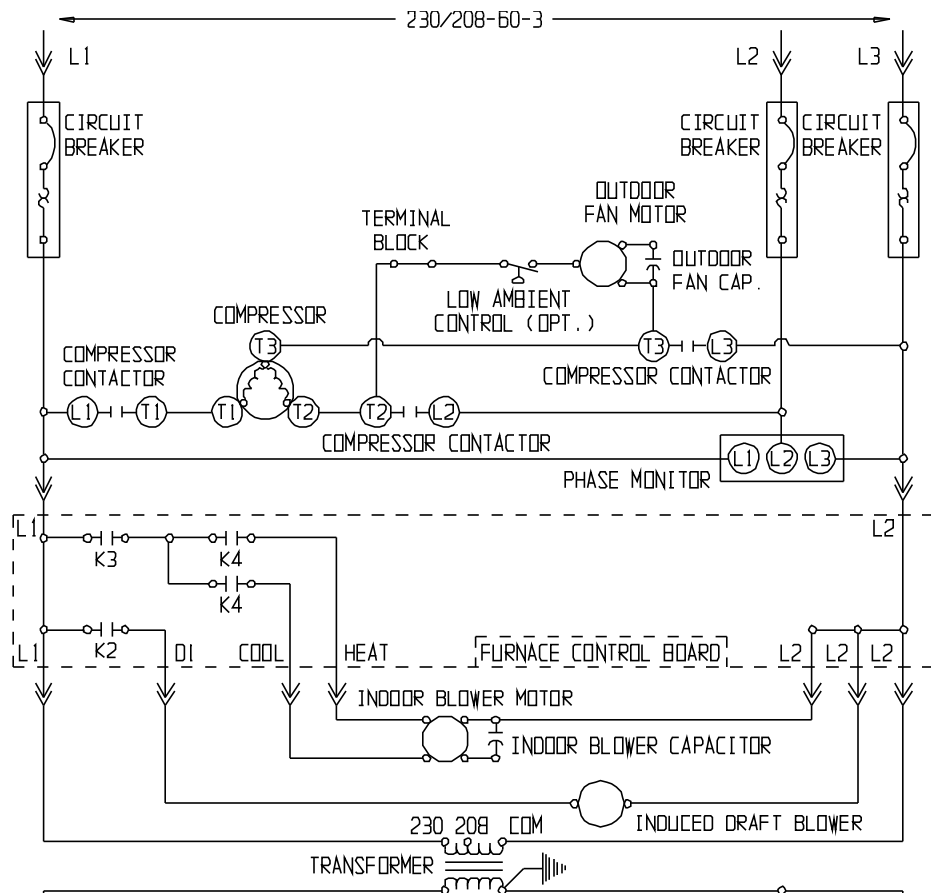 230/208-60-3
L1
L2
L3
CIRCUIT
BREAKER
CIRCUIT
BREAKER
CIRCUIT
BREAKER
OUTDOOR
FAN MOTOR
TERMINAL
BLOCK
OUTDOOR
FAN CAP.
LOW AMBIENT
CONTROL (OPT.)
COMPRESSOR
T3
T3
L3
COMPRESSOR
CONTACTOR
COMPRESSOR CONTACTOR
L1
T1
T1
T2
T2
L2
COMPRESSOR CONTACTOR
L1
L2
L3
PHASE MONITOR
L1
L2
K3
K4
K4
K2
L1
D1
COOL
HEAT
FURNACE CONTROL BOARD
L2
L2
L2
INDOOR BLOWER MOTOR
INDOOR BLOWER CAPACITOR
INDUCED DRAFT BLOWER
230 208 COM
TRANSFORMER